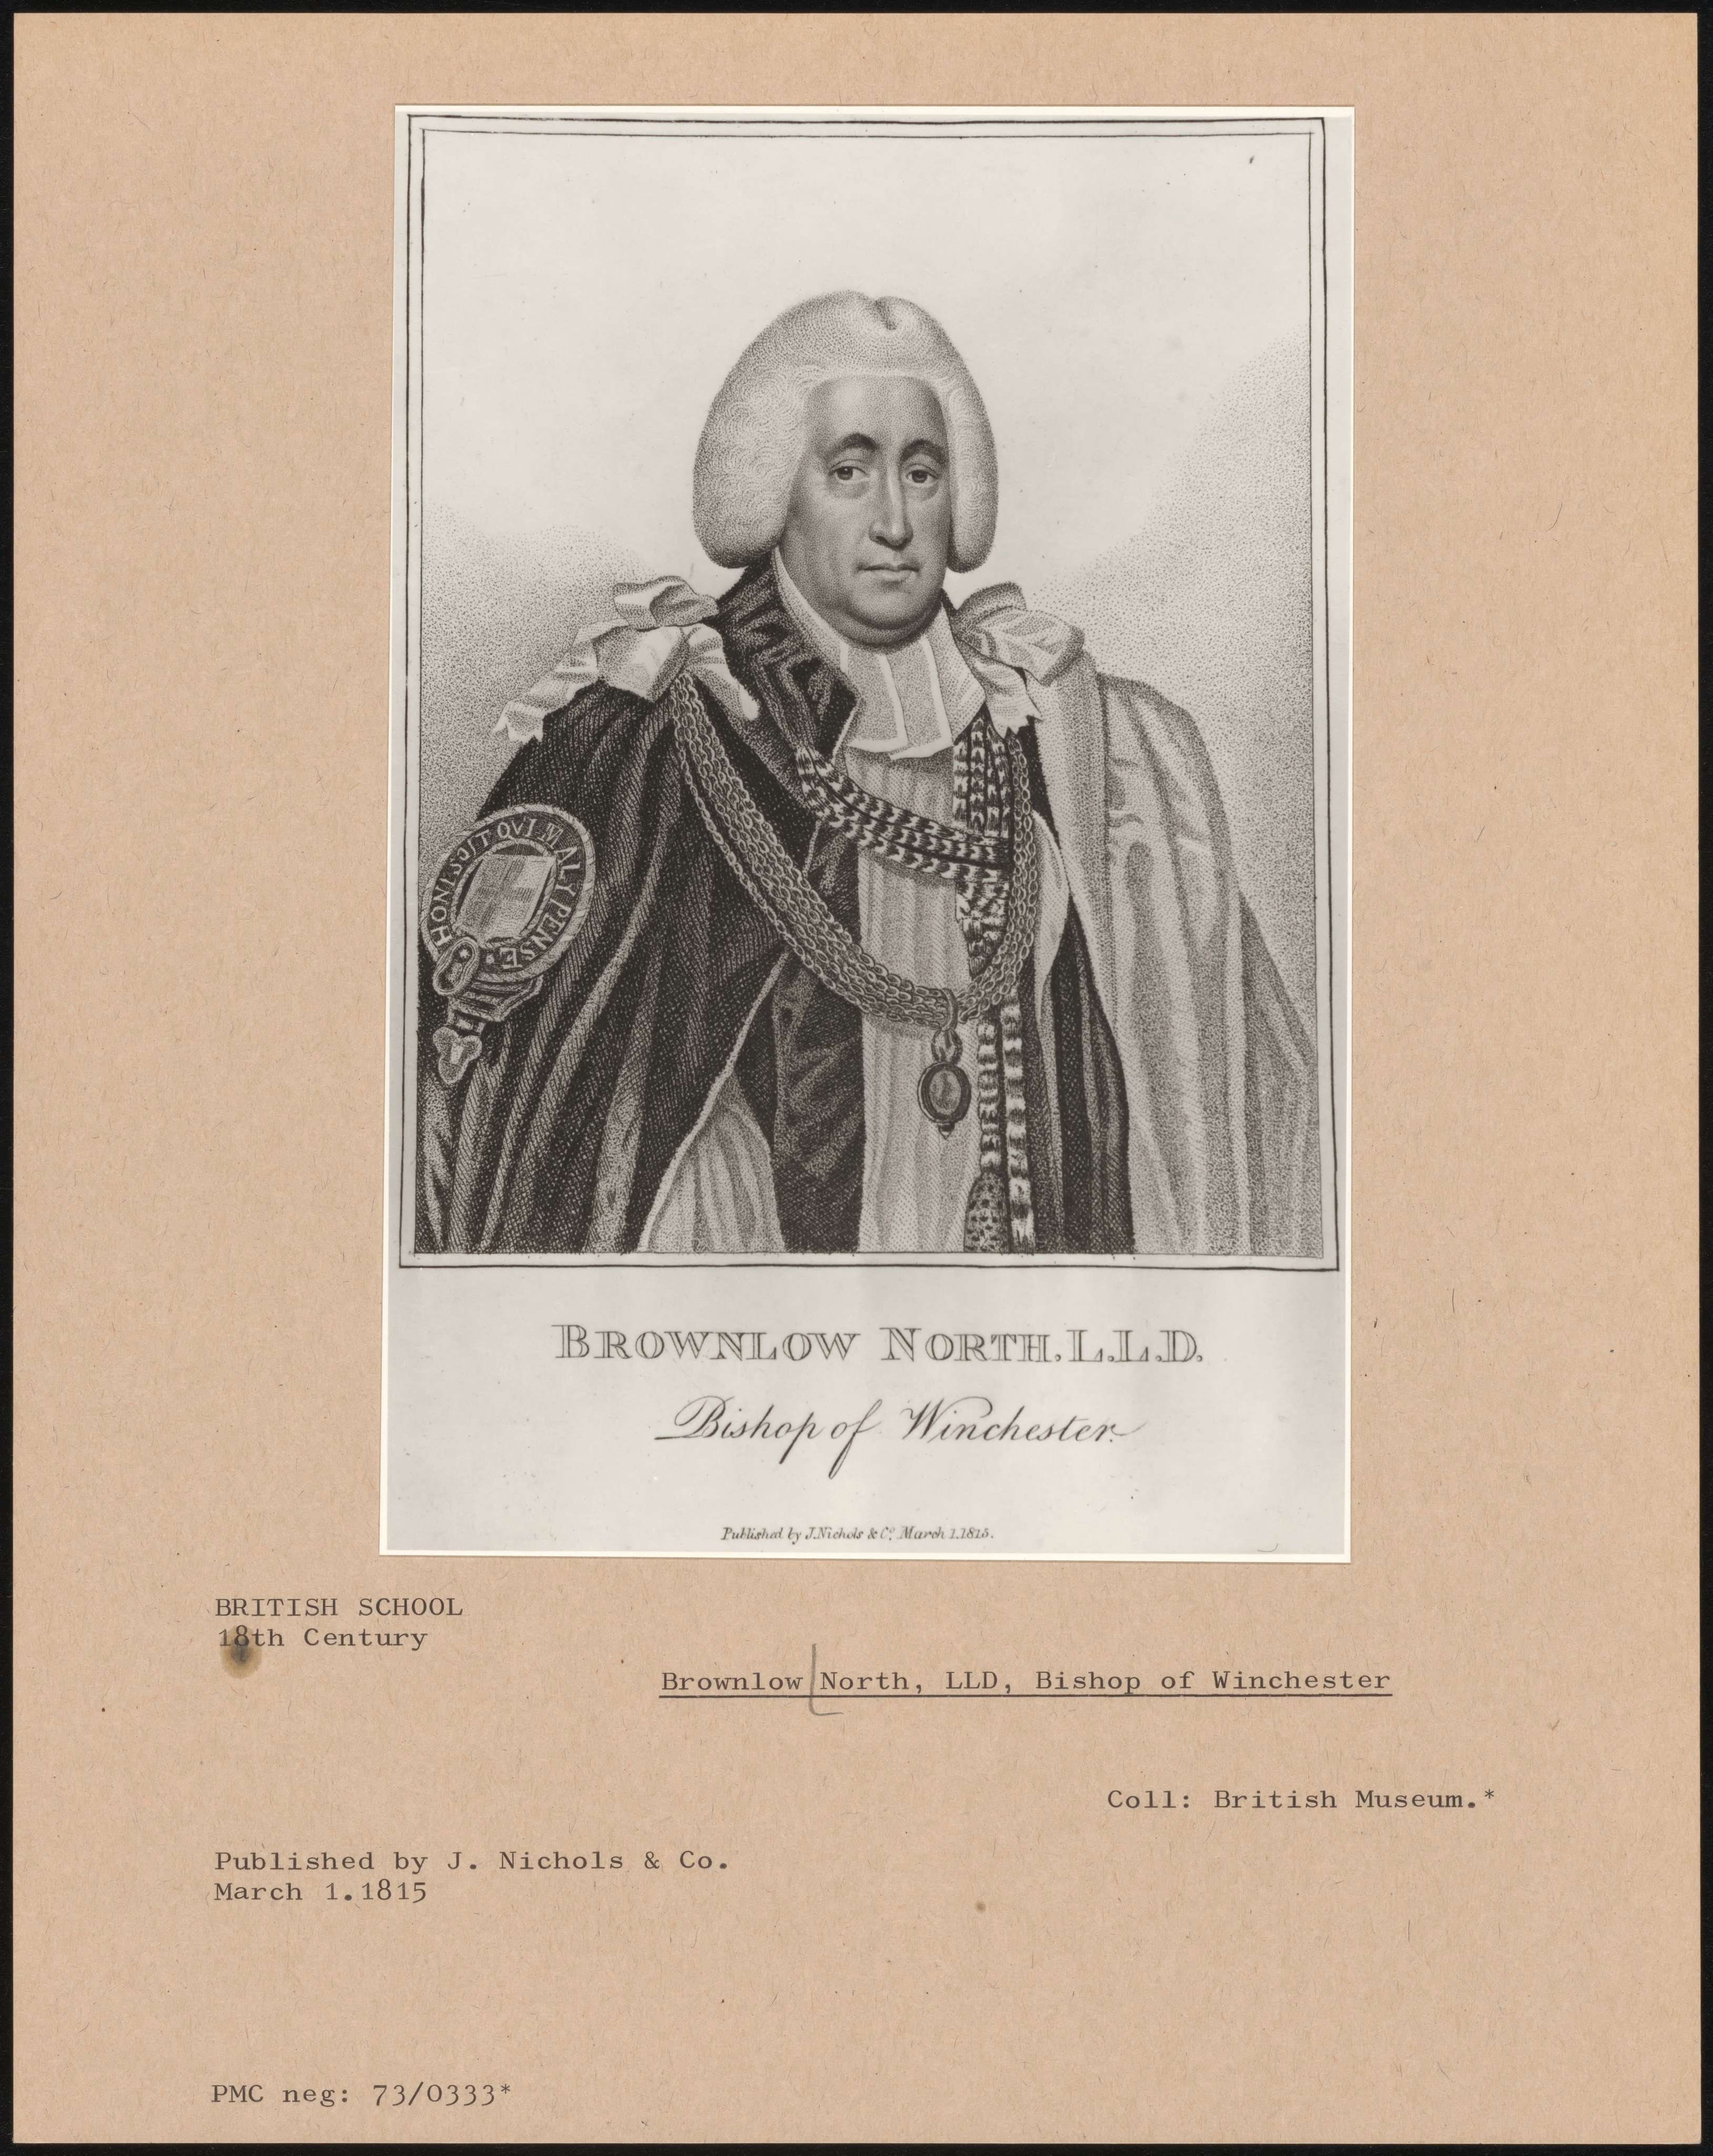 HONI SOIT QVI MAL Y PENSE
BROWNLOW NORTH. L.L.D.
Bishop of Winchester.
Published by J. Nichols & Co. March 1. 1815.
BRITISH SCHOOL
18th Century
Brownlow North, LLD, Bishop of Winchester
Coll: British Museum.*
Published by J. Nichols & Co.
March 1.1815
PMC neg: 73/0333*